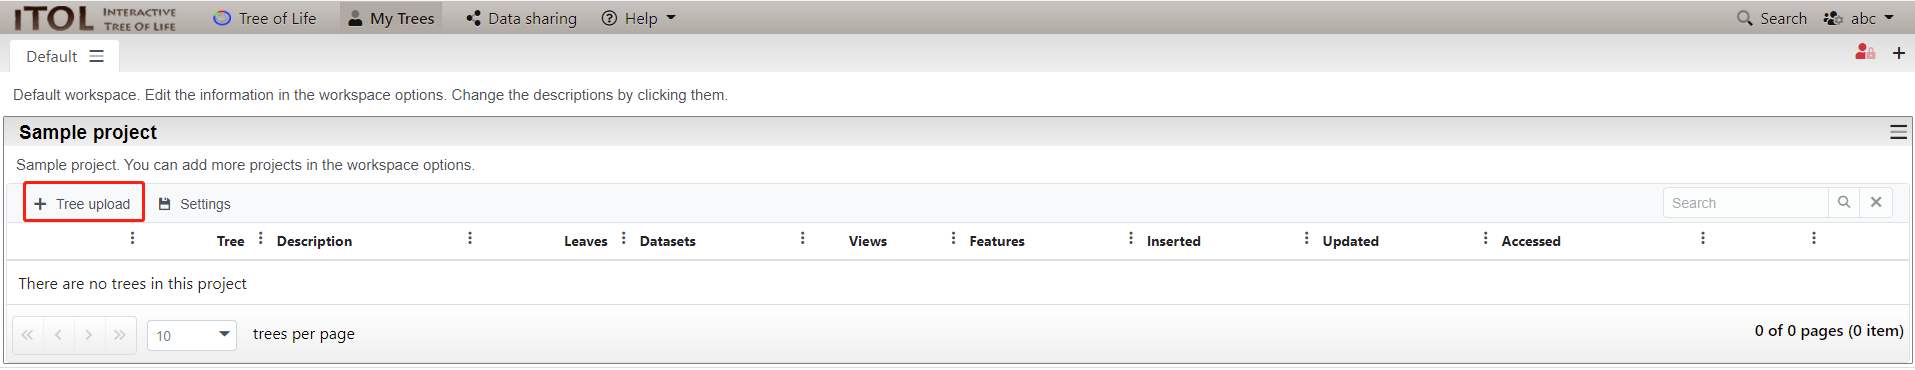 iTOL INTERACTIVE TREE OF LIFE Tree of Life My Trees Data sharing Help Search abc
Default
Default workspace. Edit the information in the workspace options. Change the descriptions by clicking them.
Sample project
Sample project. You can add more projects in the workspace options.
+ Tree upload Settings Search
Tree Description Leaves Datasets Views Features Inserted Updated Accessed
There are no trees in this project
10 trees per page 0 of 0 pages (0 item)